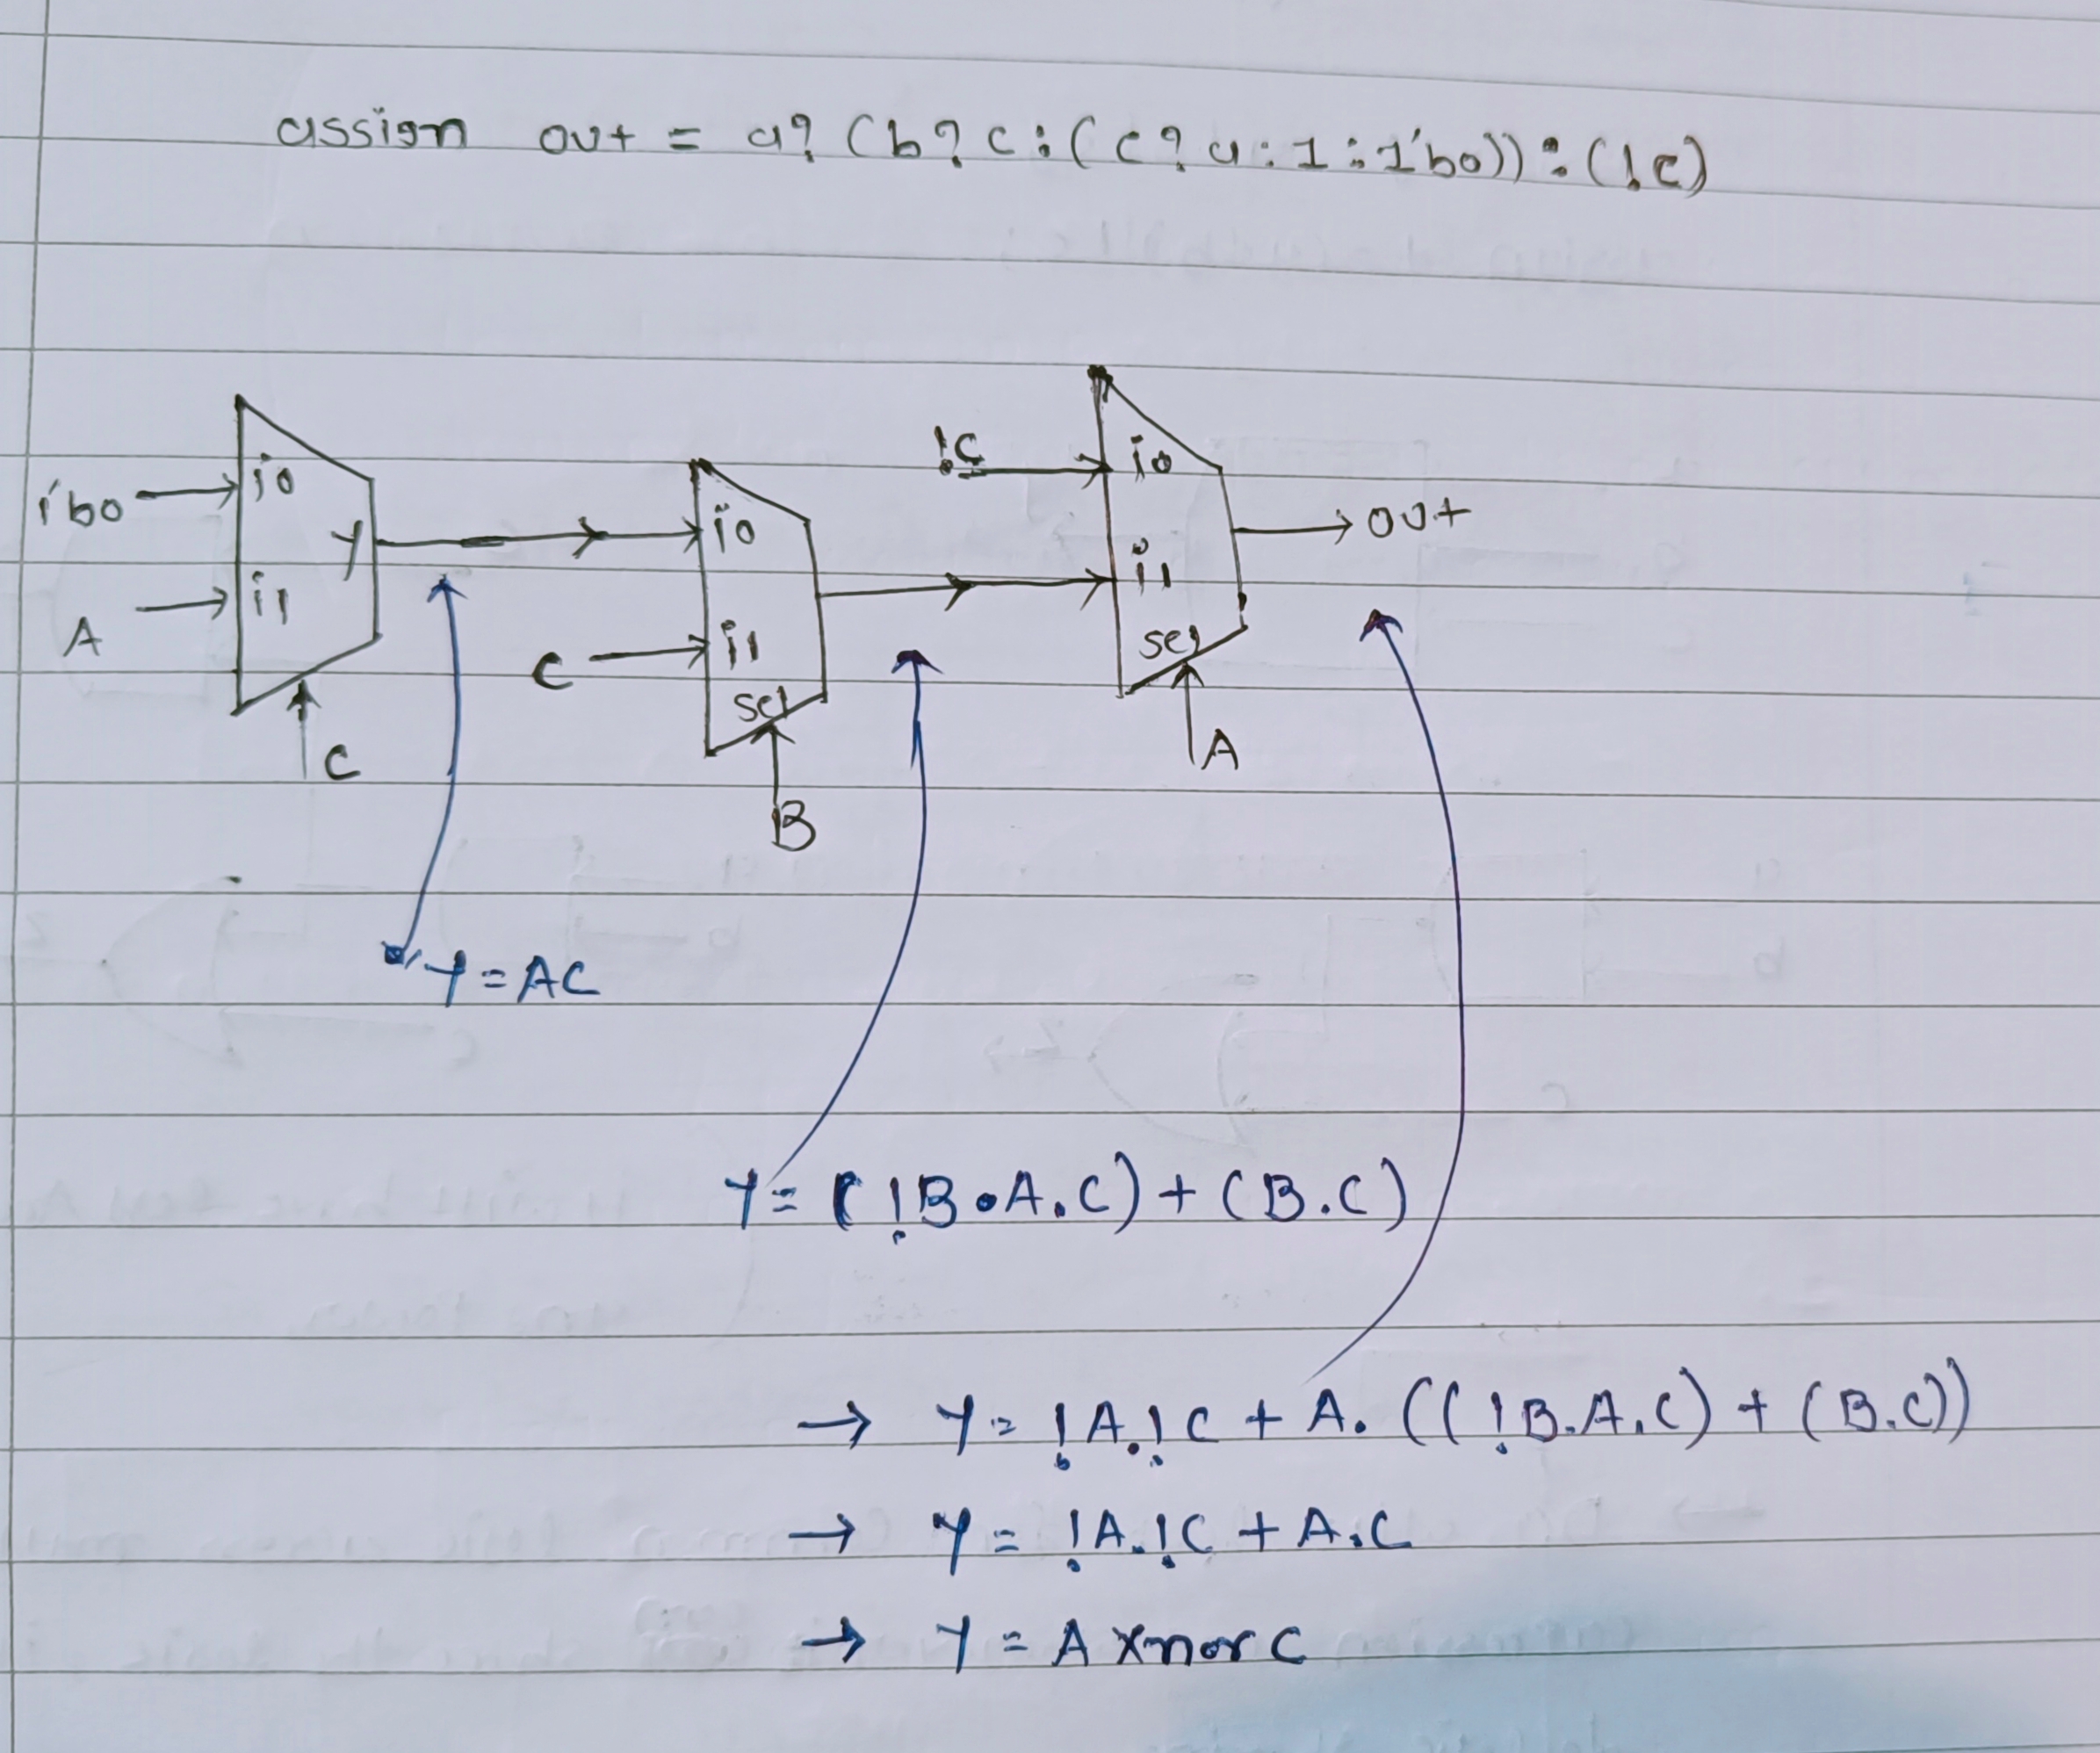 assign out = a? (b? c : (c? a : 1 : 1'b0)) : (!c)
!C
i0
1'b0
i0
i0
out
y
i1
A
i1
C
i1
sel
sel
C
A
B
Y = AC
Y = (!B.A.C) + (B.C)
→ Y = !A.!C + A.((!B.A.C) + (B.C))
→ Y = !A.!C + A.C
→ Y = A xnor C